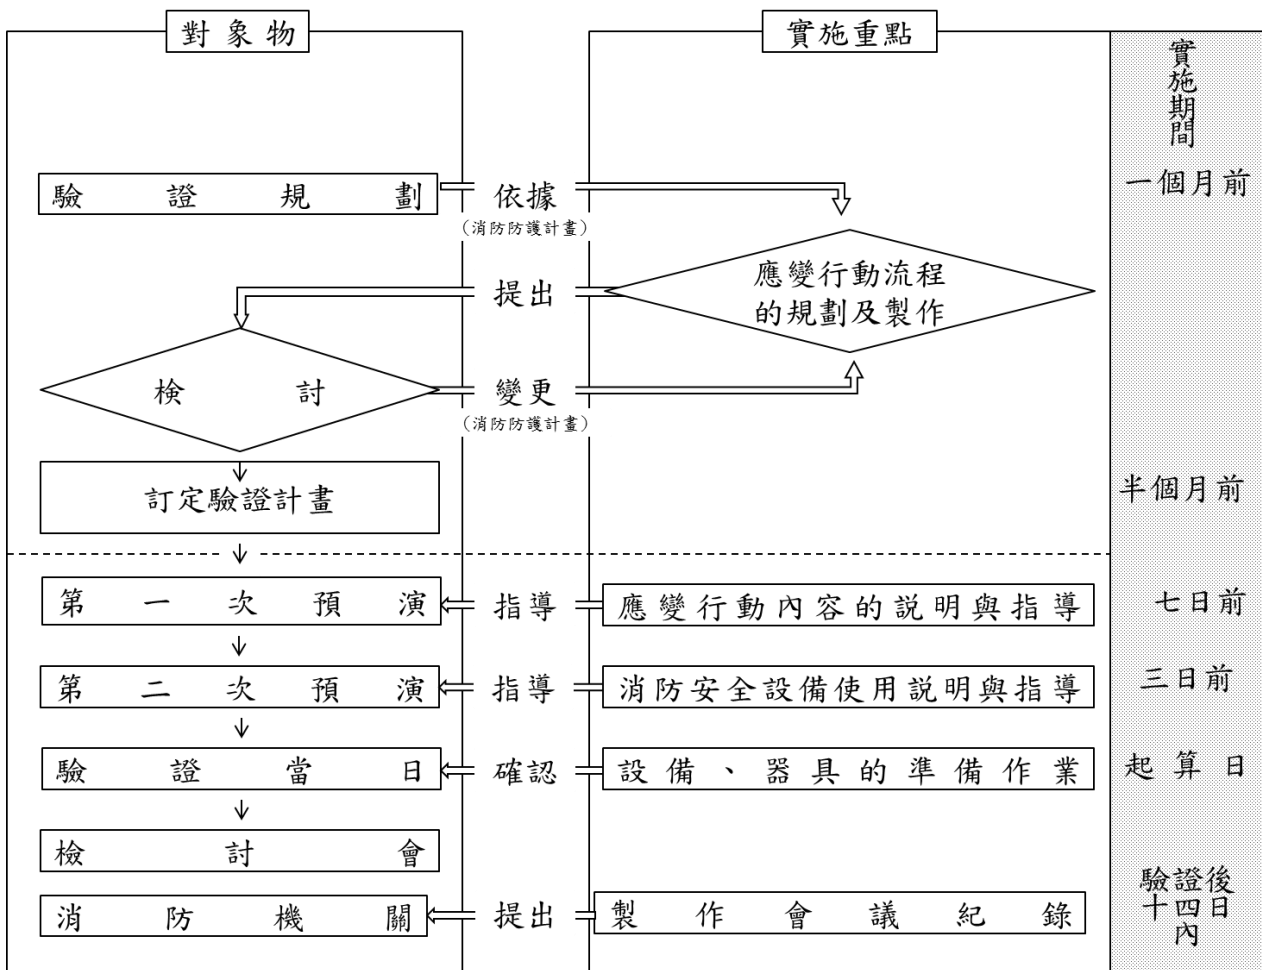 對象物
實施重點
實施期間
驗證規劃
依據
(消防防護計畫)
一個月前
應變行動流程
的規劃及製作
提出
検討
變更
(消防防護計畫)
訂定驗證計畫
半個月前
第一次預演
指導
應變行動內容的說明與指導
七日前
第二次預演
指導
消防安全設備使用說明與指導
三日前
驗證當日
確認
設備、器具的準備作業
起算日
檢討會
消防機關
提出
製作會議紀錄
驗證後
十四日
內